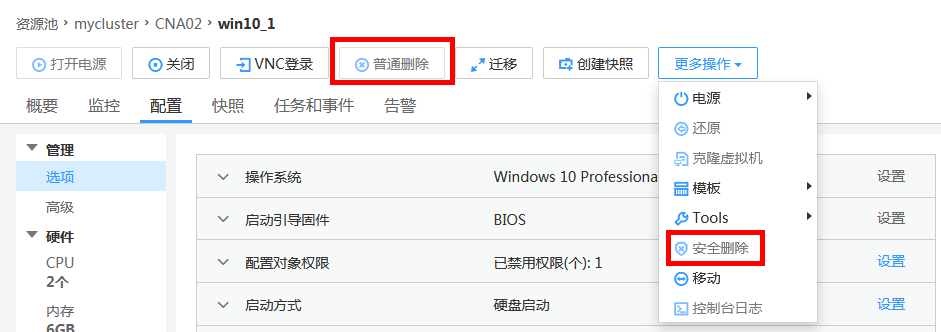 资源池 › mycluster › CNA02 › win10_1
打开电源 关闭 VNC登录 普通删除 迁移 创建快照 更多操作
概要 监控 配置 快照 任务和事件 告警
电源
还原
克隆虚拟机
模板
Tools
安全删除
移动
控制台日志
管理
选项
高级
硬件
CPU
2个
内存
6GB
操作系统 Windows 10 Professional 设置
启动引导固件 BIOS 设置
配置对象权限 已禁用权限(个): 1 设置
启动方式 硬盘启动 设置